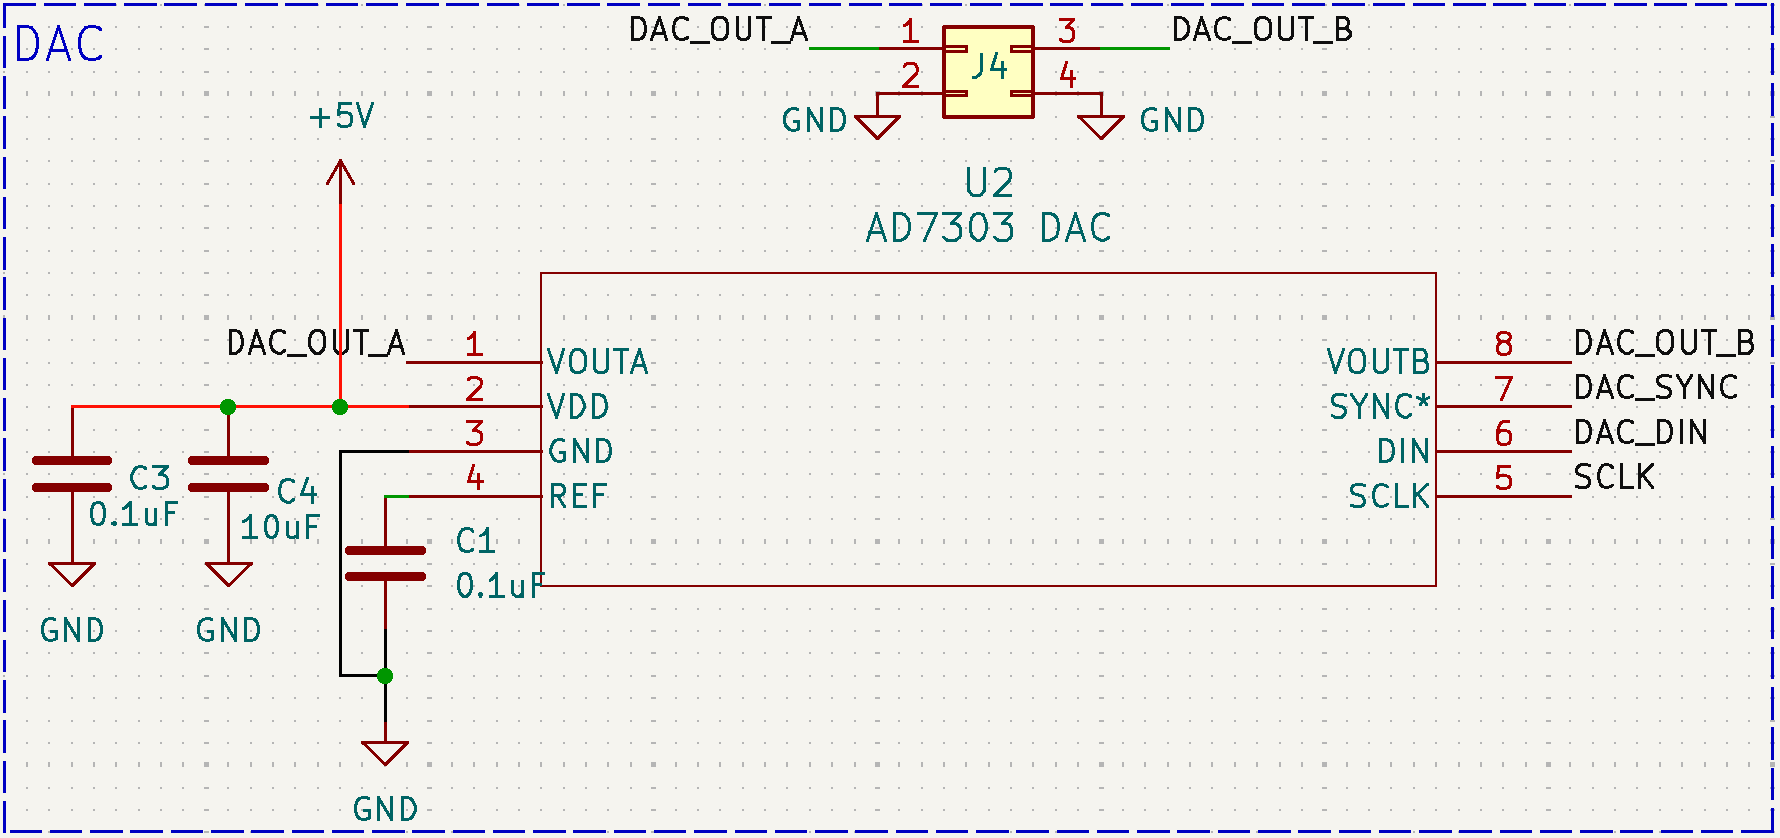 DAC
DAC_OUT_A
1
3
DAC_OUT_B
J4
2
4
GND
GND
+5V
U2
AD7303 DAC
DAC_OUT_A
1
VOUTA
VOUTB
8
DAC_OUT_B
2
VDD
SYNC*
7
DAC_SYNC
3
GND
DIN
6
DAC_DIN
4
REF
SCLK
5
SCLK
C3
0.1uF
C4
10uF
C1
0.1uF
GND
GND
GND